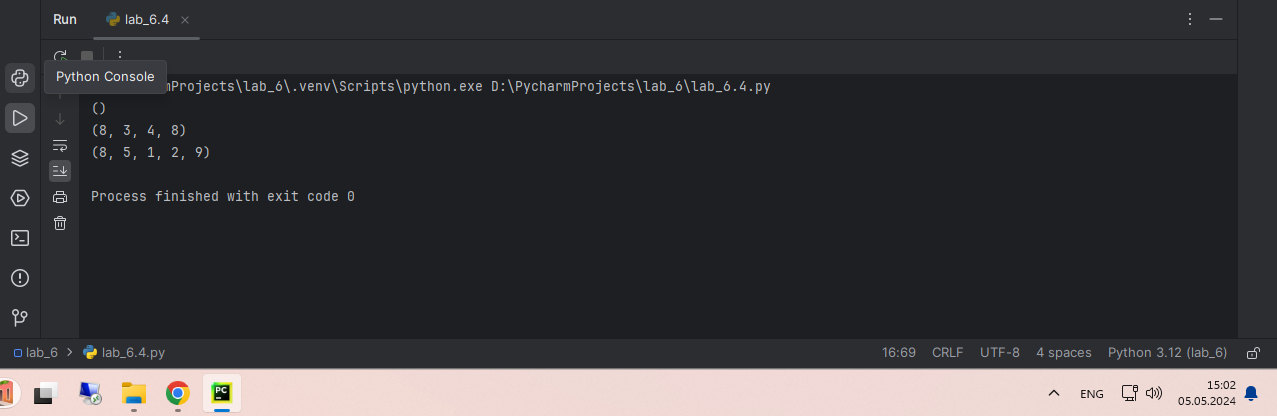 Run lab_6.4
Python Console
mProjects\lab_6\.venv\Scripts\python.exe D:\PycharmProjects\lab_6\lab_6.4.py
()
(8, 3, 4, 8)
(8, 5, 1, 2, 9)
Process finished with exit code 0
lab_6 > lab_6.4.py 16:69 CRLF UTF-8 4 spaces Python 3.12 (lab_6)
PC ENG 15:02
05.05.2024